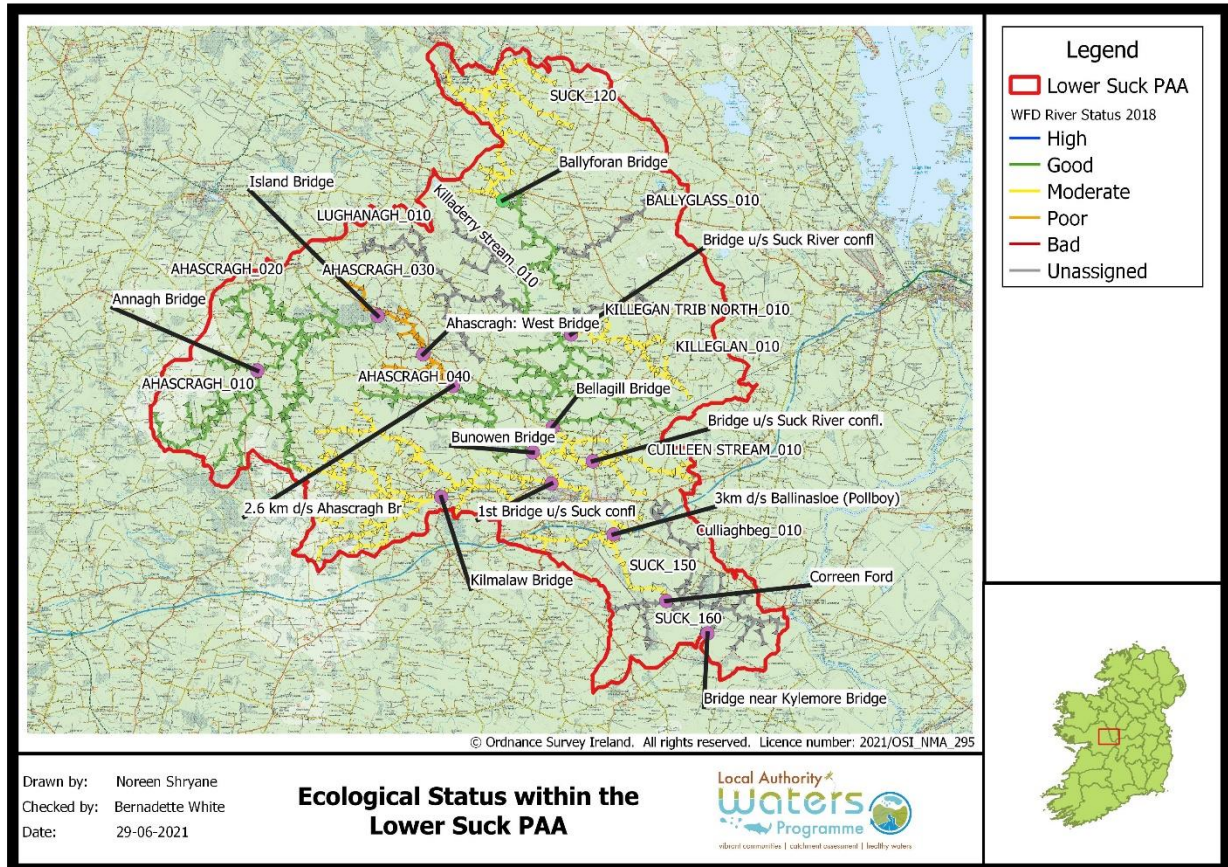 SUCK_120
Ballyforan Bridge
Island Bridge
Killaderry stream_010
BALLYGLASS_010
LUGHANAGH_010
Bridge u/s Suck River confl
AHASCRAGH_020
AHASCRAGH_030
Annagh Bridge
KILLEGAN TRIB NORTH_010
Ahascragh: West Bridge
KILLEGLAN_010
AHASCRAGH_010
AHASCRAGH_040
Bellagill Bridge
Bridge u/s Suck River confl.
Bunowen Bridge
CUILLEEN STREAM_010
2.6 km d/s Ahascragh Br
1st Bridge u/s Suck confl
3km d/s Ballinasloe (Pollboy)
Culliaghbeg_010
Kilmalaw Bridge
SUCK_150
Correen Ford
SUCK_160
Bridge near Kylemore Bridge
© Ordnance Survey Ireland. All rights reserved. Licence number: 2021/OSI_NMA_295
Legend
Lower Suck PAA
WFD River Status 2018
High
Good
Moderate
Poor
Bad
Unassigned
Drawn by: Noreen Shryane
Checked by: Bernadette White
Date: 29-06-2021
Ecological Status within the
Lower Suck PAA
Local Authority
Waters
Programme
vibrant communities | catchment assessment | healthy waters